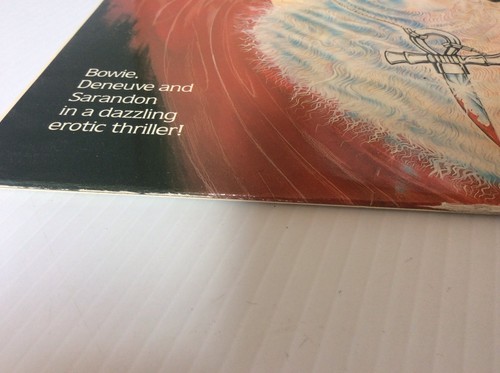 Bowie,
Deneuve and
Sarandon
in a dazzling
erotic thriller!